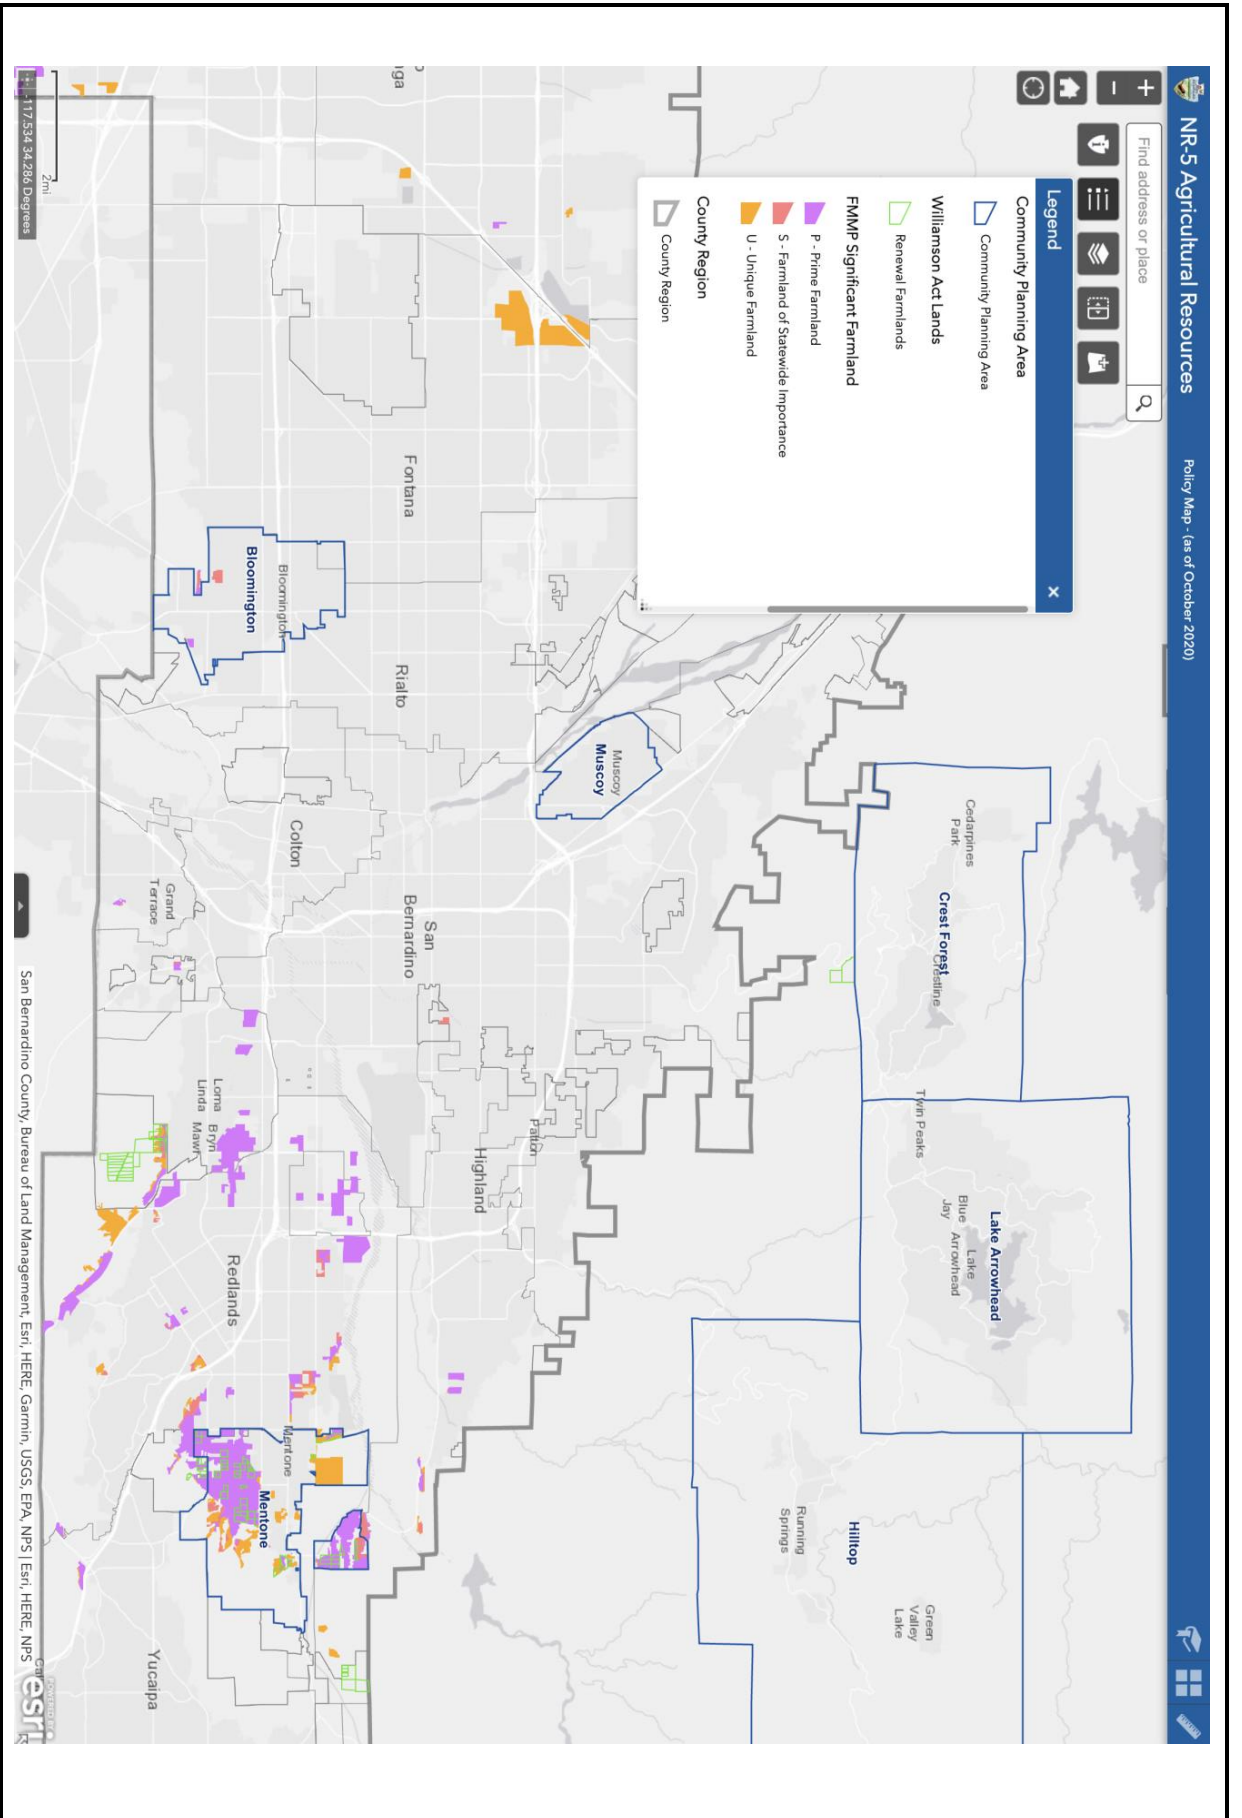 NR-5 Agricultural Resources
Policy Map - (as of October 2020)
+
−
Find address or place
Legend
×
Community Planning Area
Community Planning Area
Williamson Act Lands
Renewal Farmlands
FMMP Significant Farmland
P - Prime Farmland
S - Farmland of Statewide Importance
U - Unique Farmland
County Region
County Region
Cedarpines
Park
Crest Forest
Crestline
Twin Peaks
Lake Arrowhead
Blue
Jay
Lake
Arrowhead
Hilltop
Running
Springs
Green
Valley
Lake
Muscoy
Muscoy
nga
Fontana
Rialto
San
Bernardino
Patton
Highland
Bloomington
Bloomington
Colton
Grand
Terrace
Loma
Linda
Bryn
Mawr
Redlands
Mentone
Mentone
Yucaipa
2mi
-117.534 34.286 Degrees
San Bernardino County, Bureau of Land Management, Esri, HERE, Garmin, USGS, EPA, NPS | Esri, HERE, NPS
POWERED BY
esri